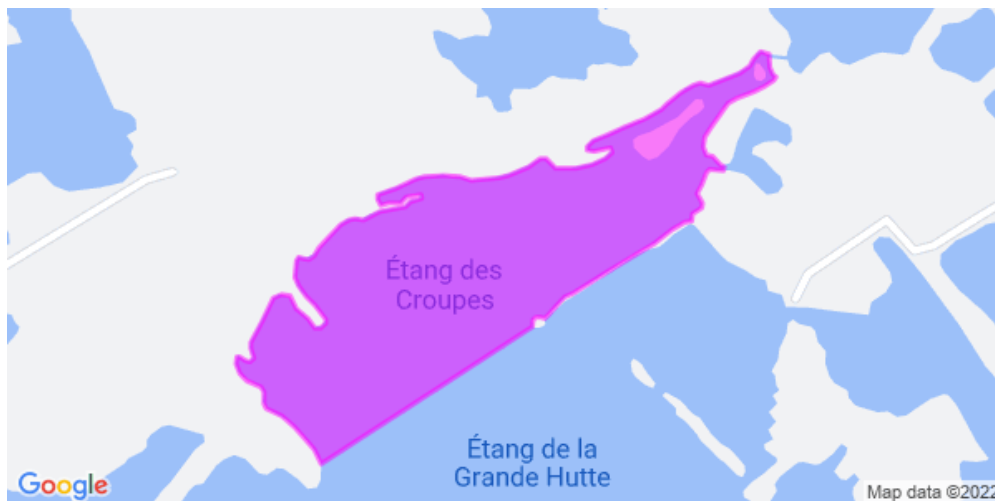 Étang des
Croupes
Étang de la
Grande Hutte
Google
Map data ©2022